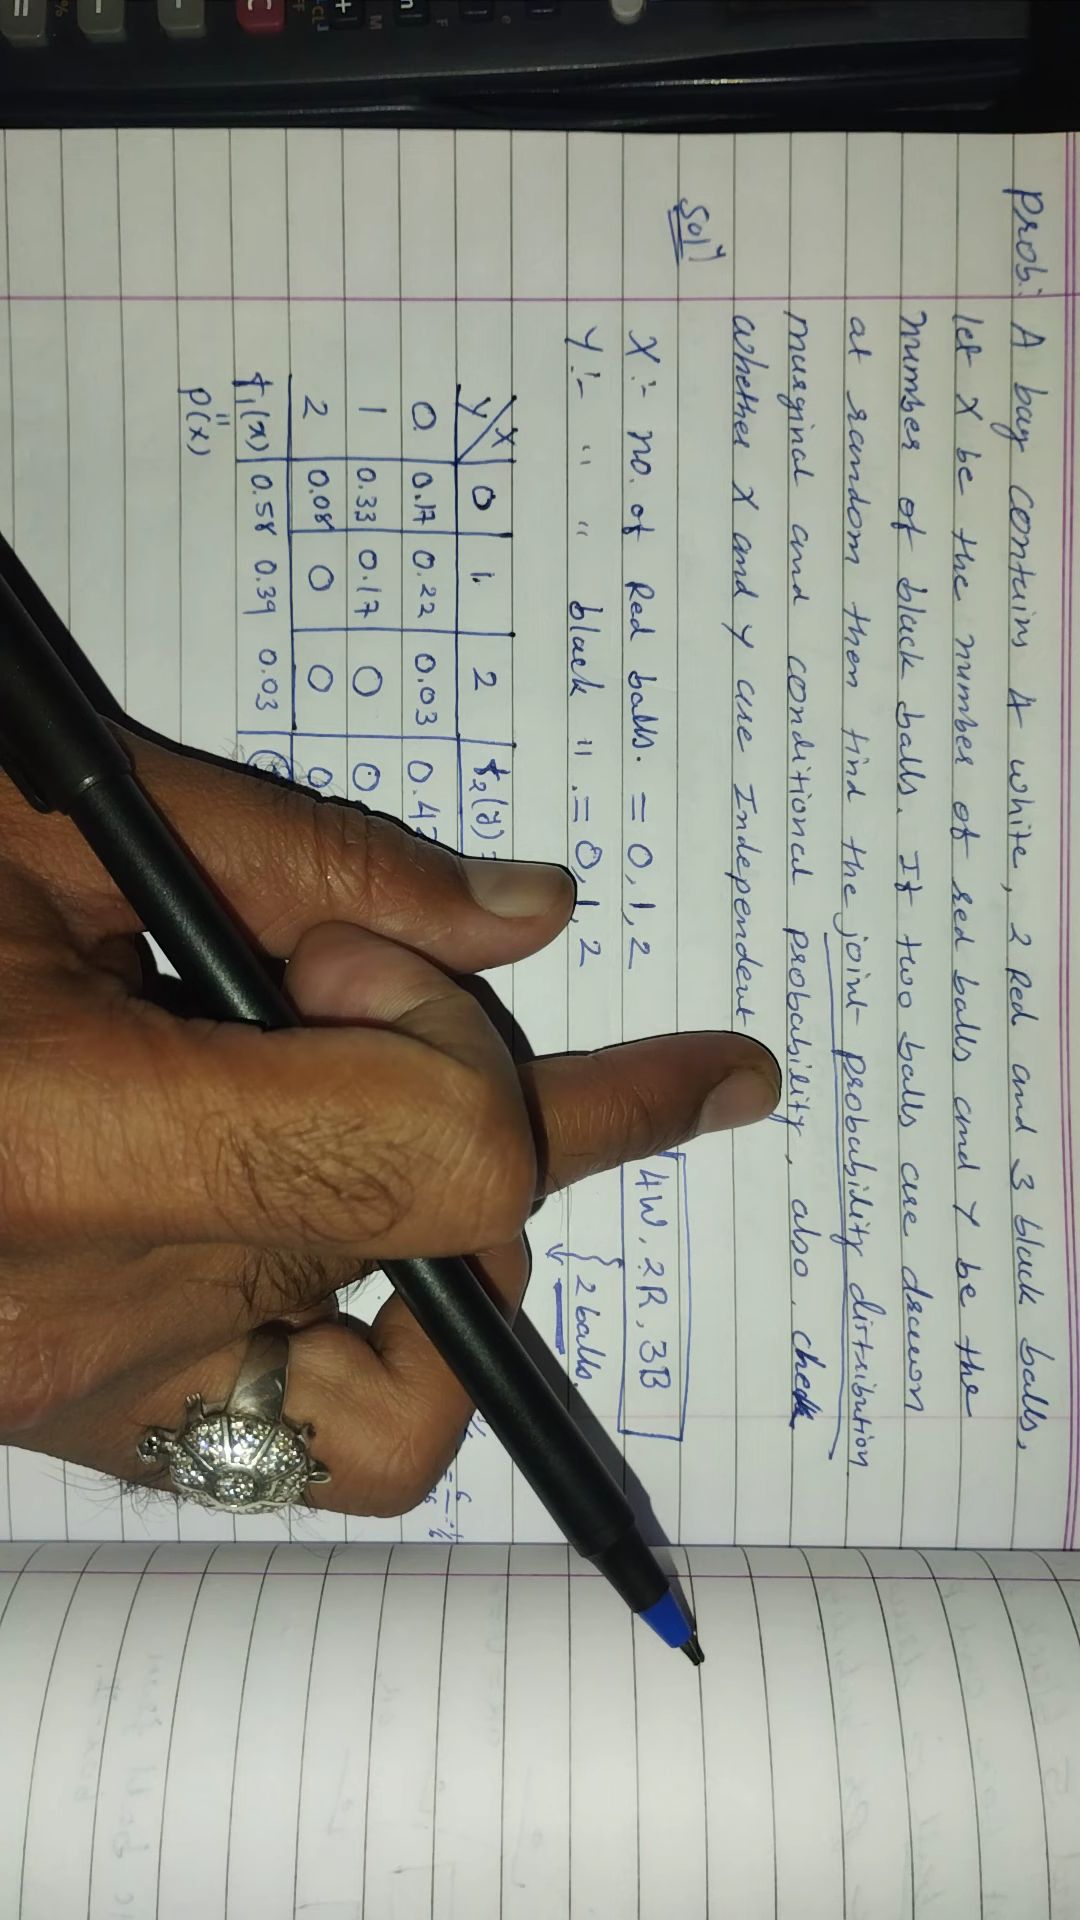 Prob: A bag contains 4 white, 2 Red and 3 black balls.
let X be the number of red balls and Y be the
number of black balls. If two balls are drawn
at random then find the joint probability distribution
marginal and conditional probability, also check
whether X and Y are Independent
Solⁿ
X :- no. of Red balls. = 0, 1, 2
4W, 2R, 3B
Y :- " " black " = 0, 1, 2
{ 2 balls.
Y X 0 1. 2 f₂(y)
0 0.17 0.22 0.03 0.42
1 0.33 0.17 0 0
2 0.08 0 0 0
f₁(x) 0.58 0.39 0.03
"
P(x)